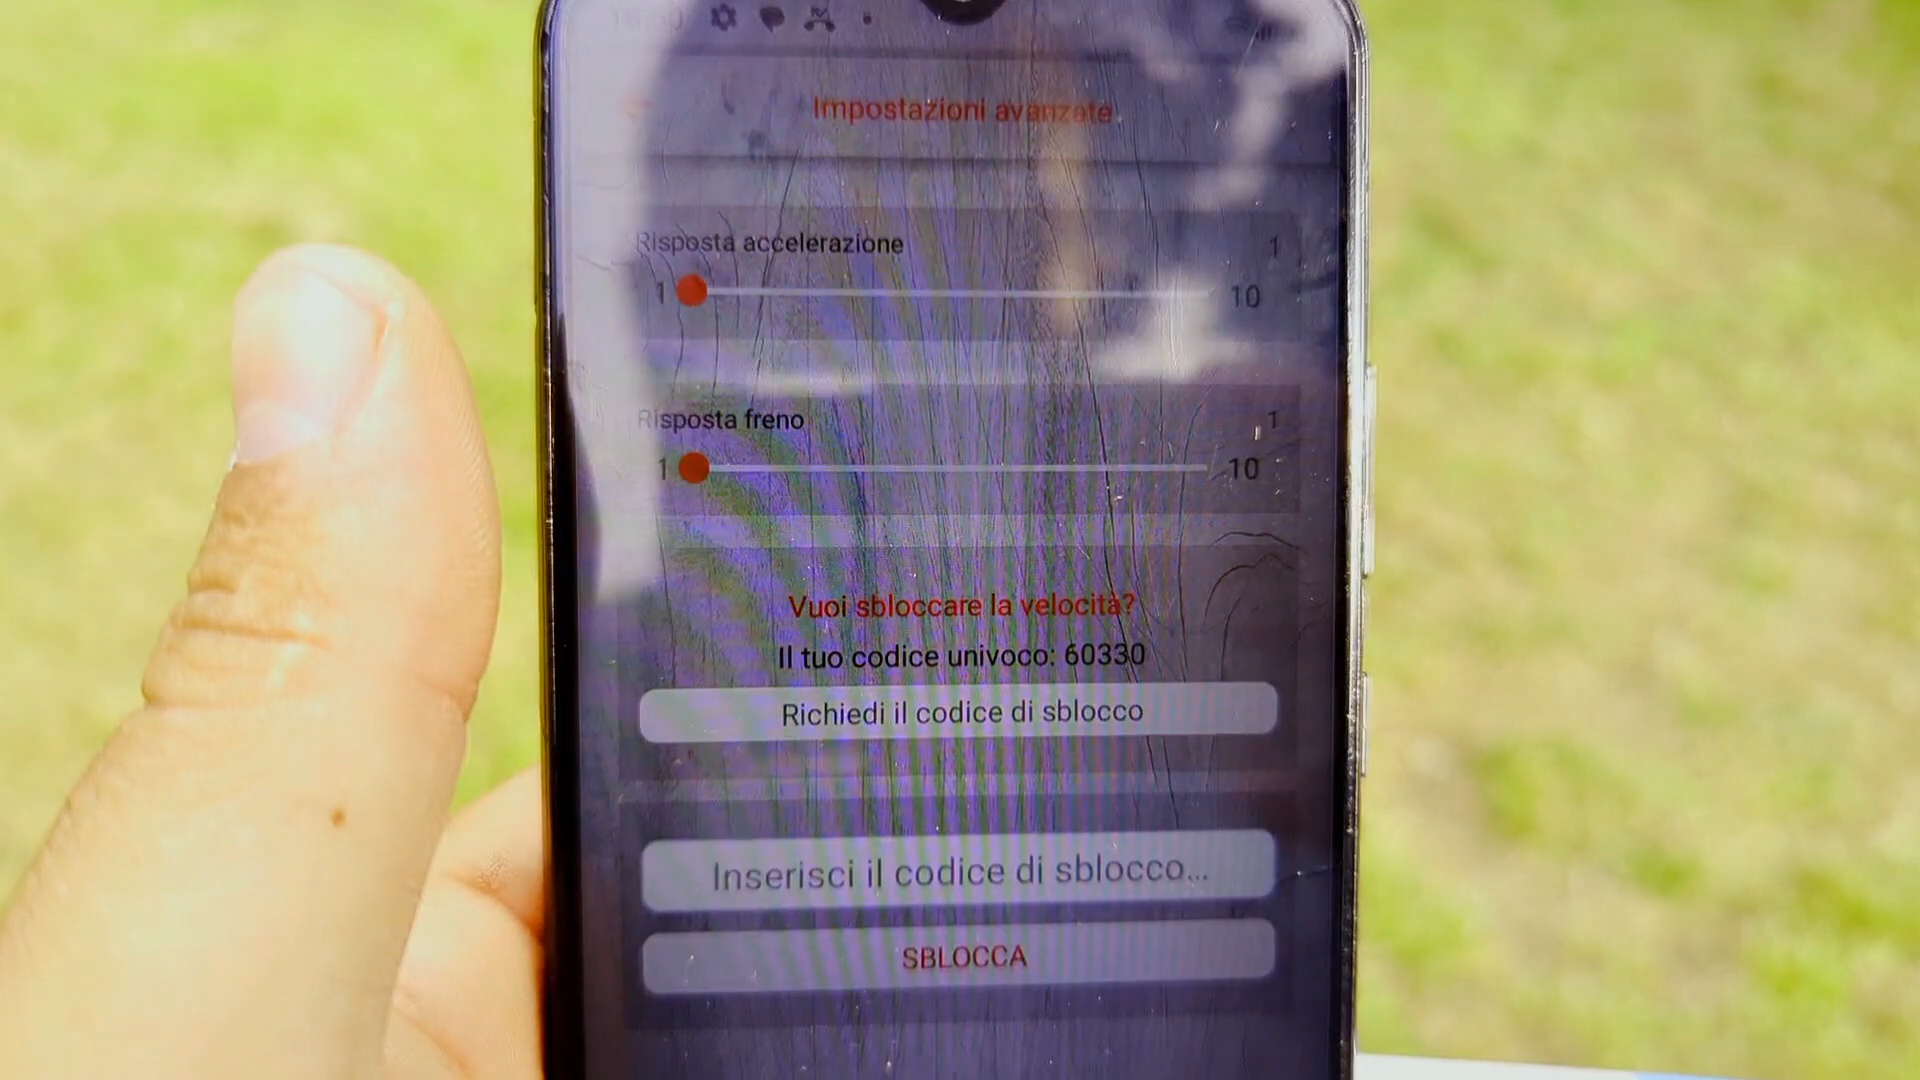 Impostazioni avanzate
Risposta accelerazione 1
1 10
Risposta freno 1
1 10
Vuoi sbloccare la velocità?
Il tuo codice univoco: 60330
Richiedi il codice di sblocco
Inserisci il codice di sblocco...
SBLOCCA